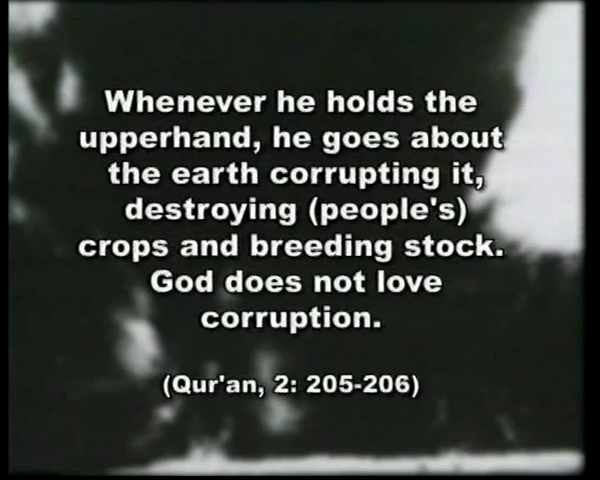 Whenever he holds the
upperhand, he goes about
the earth corrupting it,
destroying (people's)
crops and breeding stock.
God does not love
corruption.
(Qur'an, 2: 205-206)